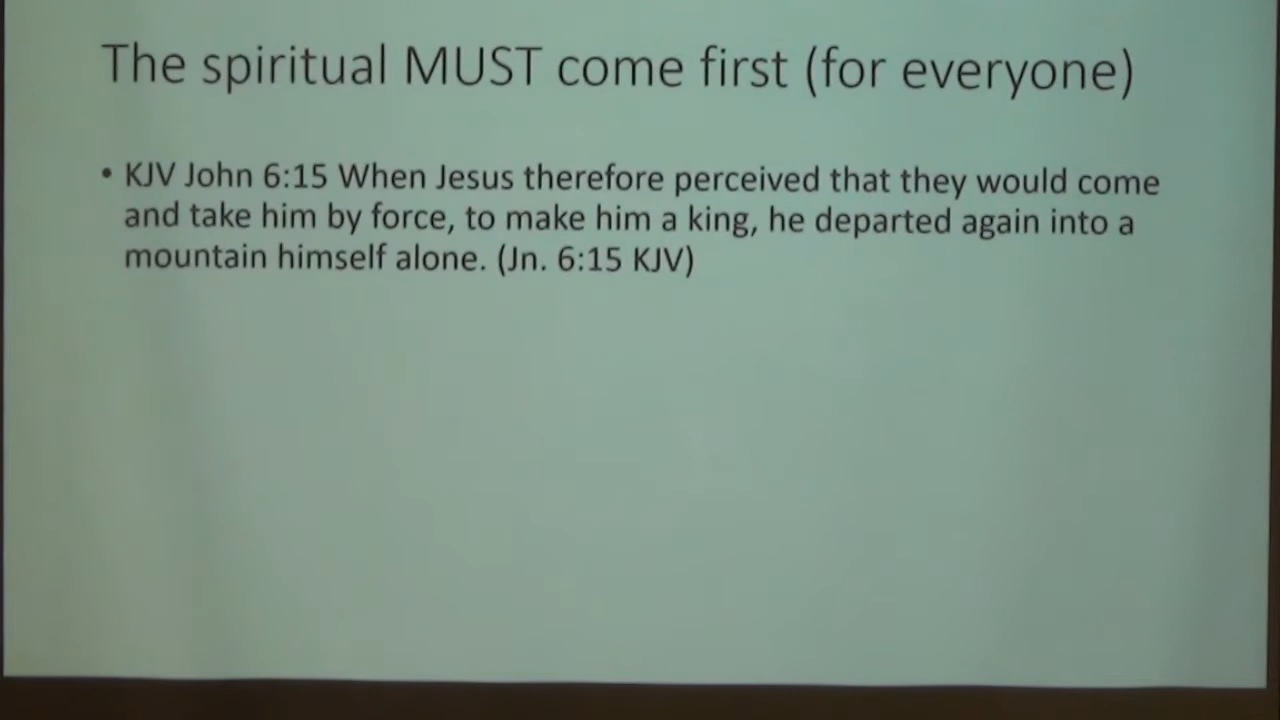 The spiritual MUST come first (for everyone)
• KJV John 6:15 When Jesus therefore perceived that they would come
and take him by force, to make him a king, he departed again into a
mountain himself alone. (Jn. 6:15 KJV)